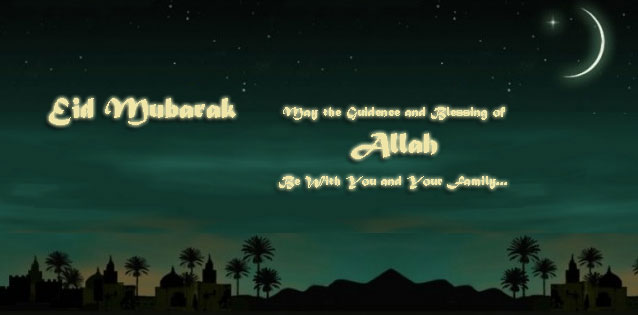 Eid Mubarak
May the Guidence and Blessing of
Allah
Be With You and Your Family...